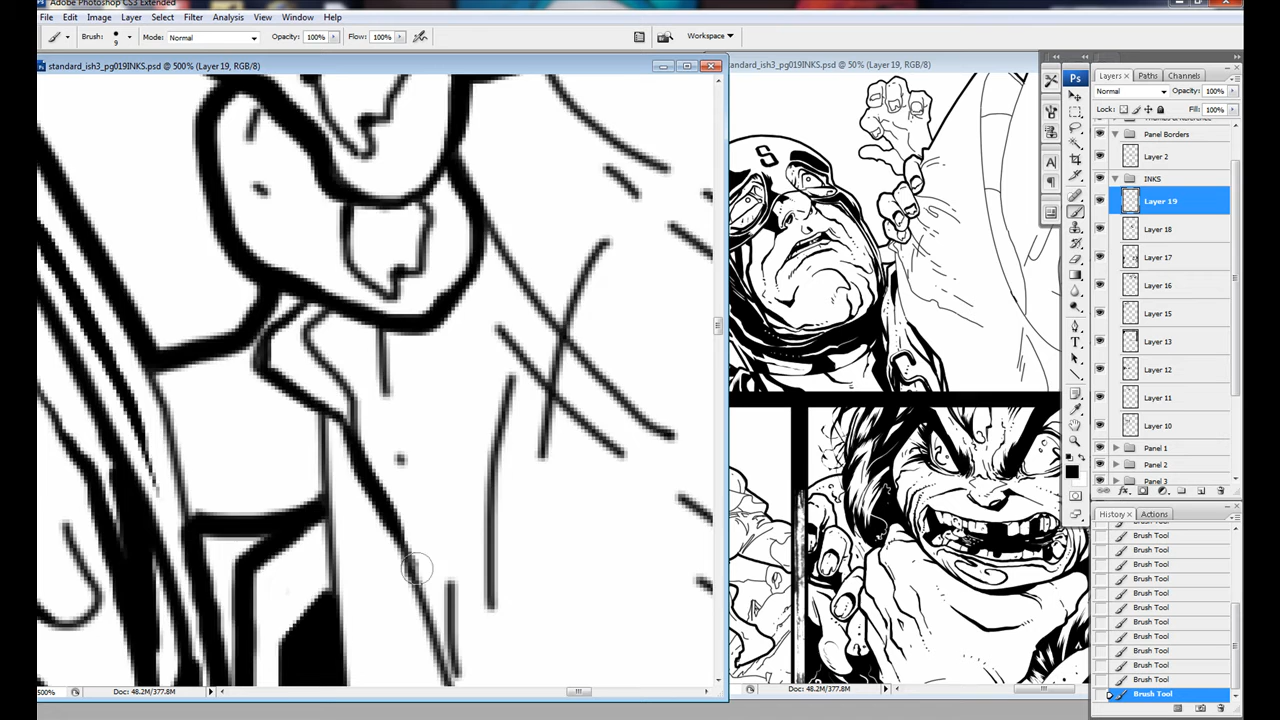 Adobe Photoshop CS3 Extended
File Edit Image Layer Select Filter Analysis View Window Help
Brush: 9 Mode: Normal Opacity: 100% Flow: 100% Workspace
standard_ish3_pg019INKS.psd @ 500% (Layer 19, RGB/8)
tandard_ish3_pg019INKS.psd @ 50% (Layer 19, RGB/8)
Ps
Layers Paths Channels
Normal Opacity: 100%
Lock: Fill: 100%
Panel Borders
Layer 2
INKS
Layer 19
Layer 18
Layer 17
Layer 16
Layer 15
Layer 13
Layer 12
Layer 11
Layer 10
Panel 1
Panel 2
Panel 3
S
History Actions
Brush Tool
Brush Tool
Brush Tool
Brush Tool
Brush Tool
Brush Tool
Brush Tool
Brush Tool
Brush Tool
Brush Tool
Brush Tool
Brush Tool
500% Doc: 48.2M/377.8M
Doc: 48.2M/377.8M